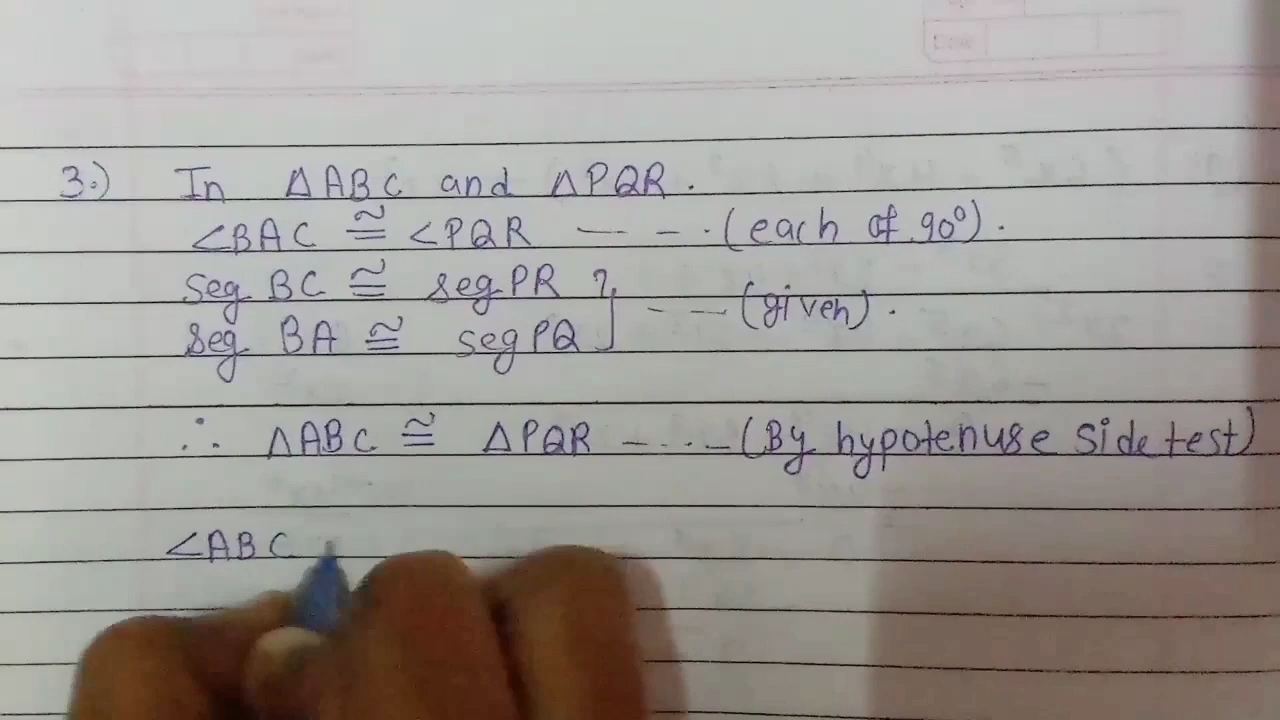 3.) In ΔABC and ΔPQR.
∠BAC ≅ ∠PQR — - . (each of 90°).
seg BC ≅ seg PR
seg BA ≅ seg PQ } - - — (given).
∴ ΔABC ≅ ΔPQR — - . - (By hypotenuse side test)
∠ABC